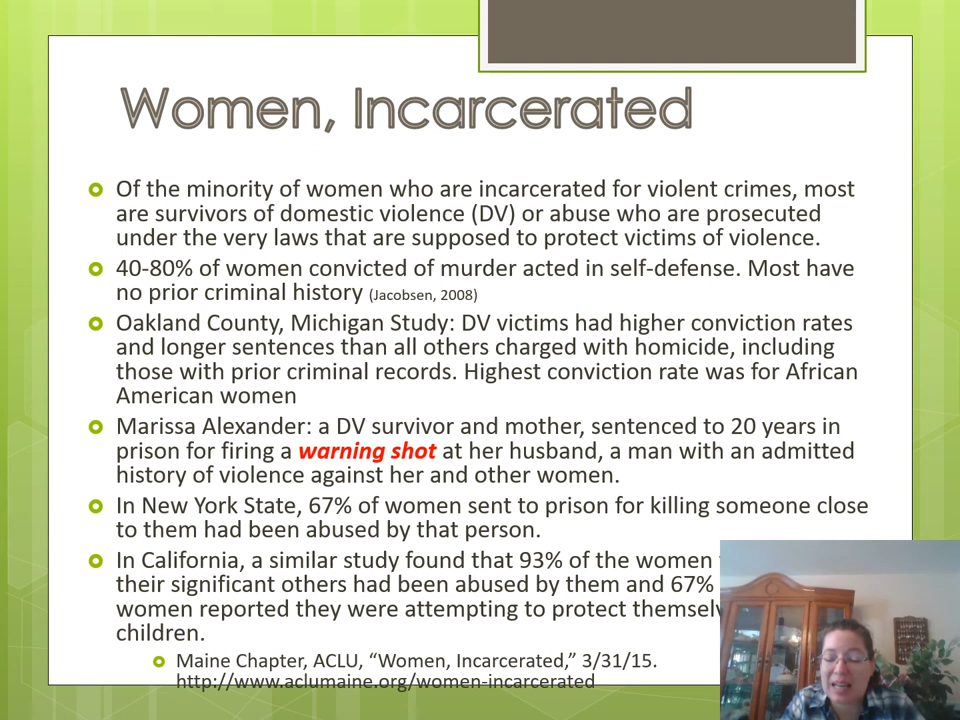 Women, Incarcerated
Of the minority of women who are incarcerated for violent crimes, most
are survivors of domestic violence (DV) or abuse who are prosecuted
under the very laws that are supposed to protect victims of violence.
40-80% of women convicted of murder acted in self-defense. Most have
no prior criminal history (Jacobsen, 2008)
Oakland County, Michigan Study: DV victims had higher conviction rates
and longer sentences than all others charged with homicide, including
those with prior criminal records. Highest conviction rate was for African
American women
Marissa Alexander: a DV survivor and mother, sentenced to 20 years in
prison for firing a warning shot at her husband, a man with an admitted
history of violence against her and other women.
In New York State, 67% of women sent to prison for killing someone close
to them had been abused by that person.
In California, a similar study found that 93% of the women
their significant others had been abused by them and 67%
women reported they were attempting to protect
children.
Maine Chapter, ACLU, “Women, Incarcerated,” 3/31/15.
http://www.aclumaine.org/women-incarcerated